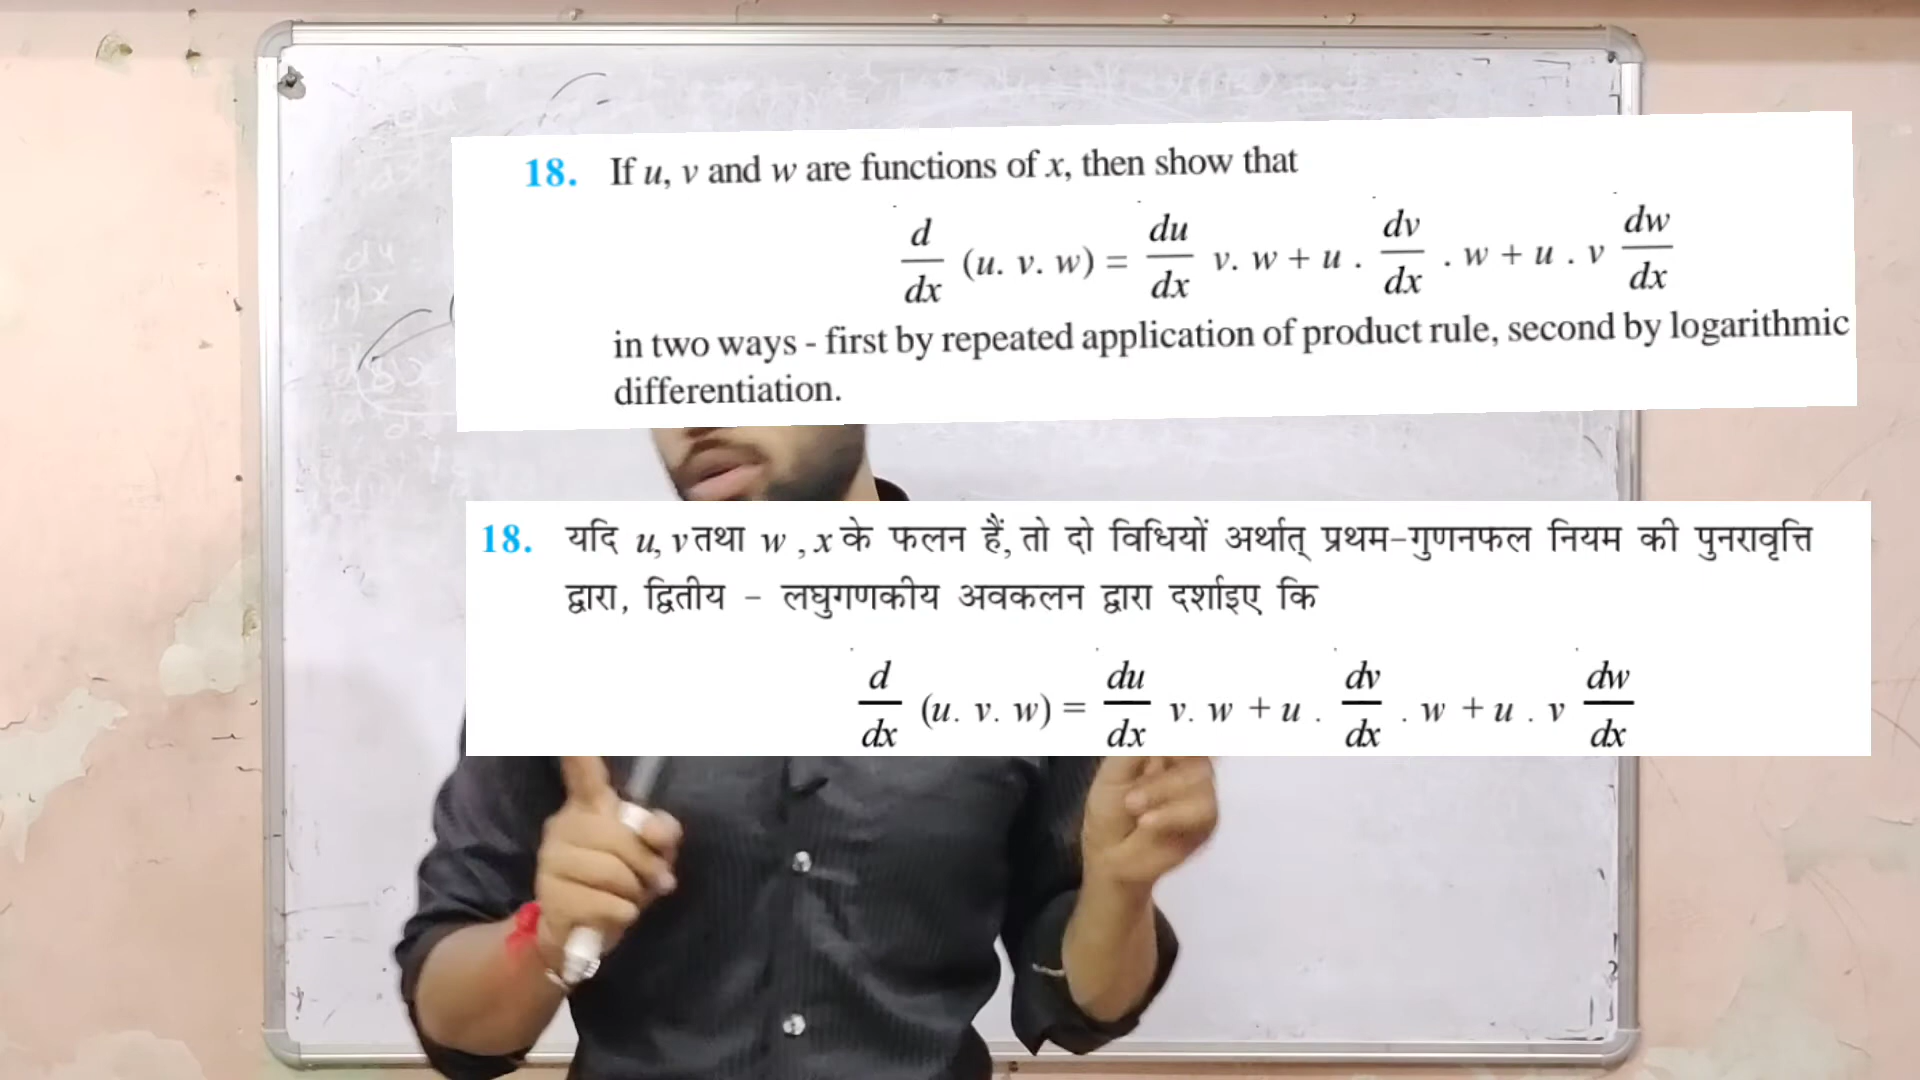 18. If u, v and w are functions of x, then show that
d/dx (u. v. w) = du/dx v. w + u . dv/dx . w + u . v dw/dx
in two ways - first by repeated application of product rule, second by logarithmic
differentiation.
18. यदि u, v तथा w , x के फलन हैं, तो दो विधियों अर्थात् प्रथम-गुणनफल नियम की पुनरावृत्ति
द्वारा, द्वितीय - लघुगणकीय अवकलन द्वारा दर्शाइए कि
d/dx (u. v. w) = du/dx v. w + u . dv/dx . w + u . v dw/dx